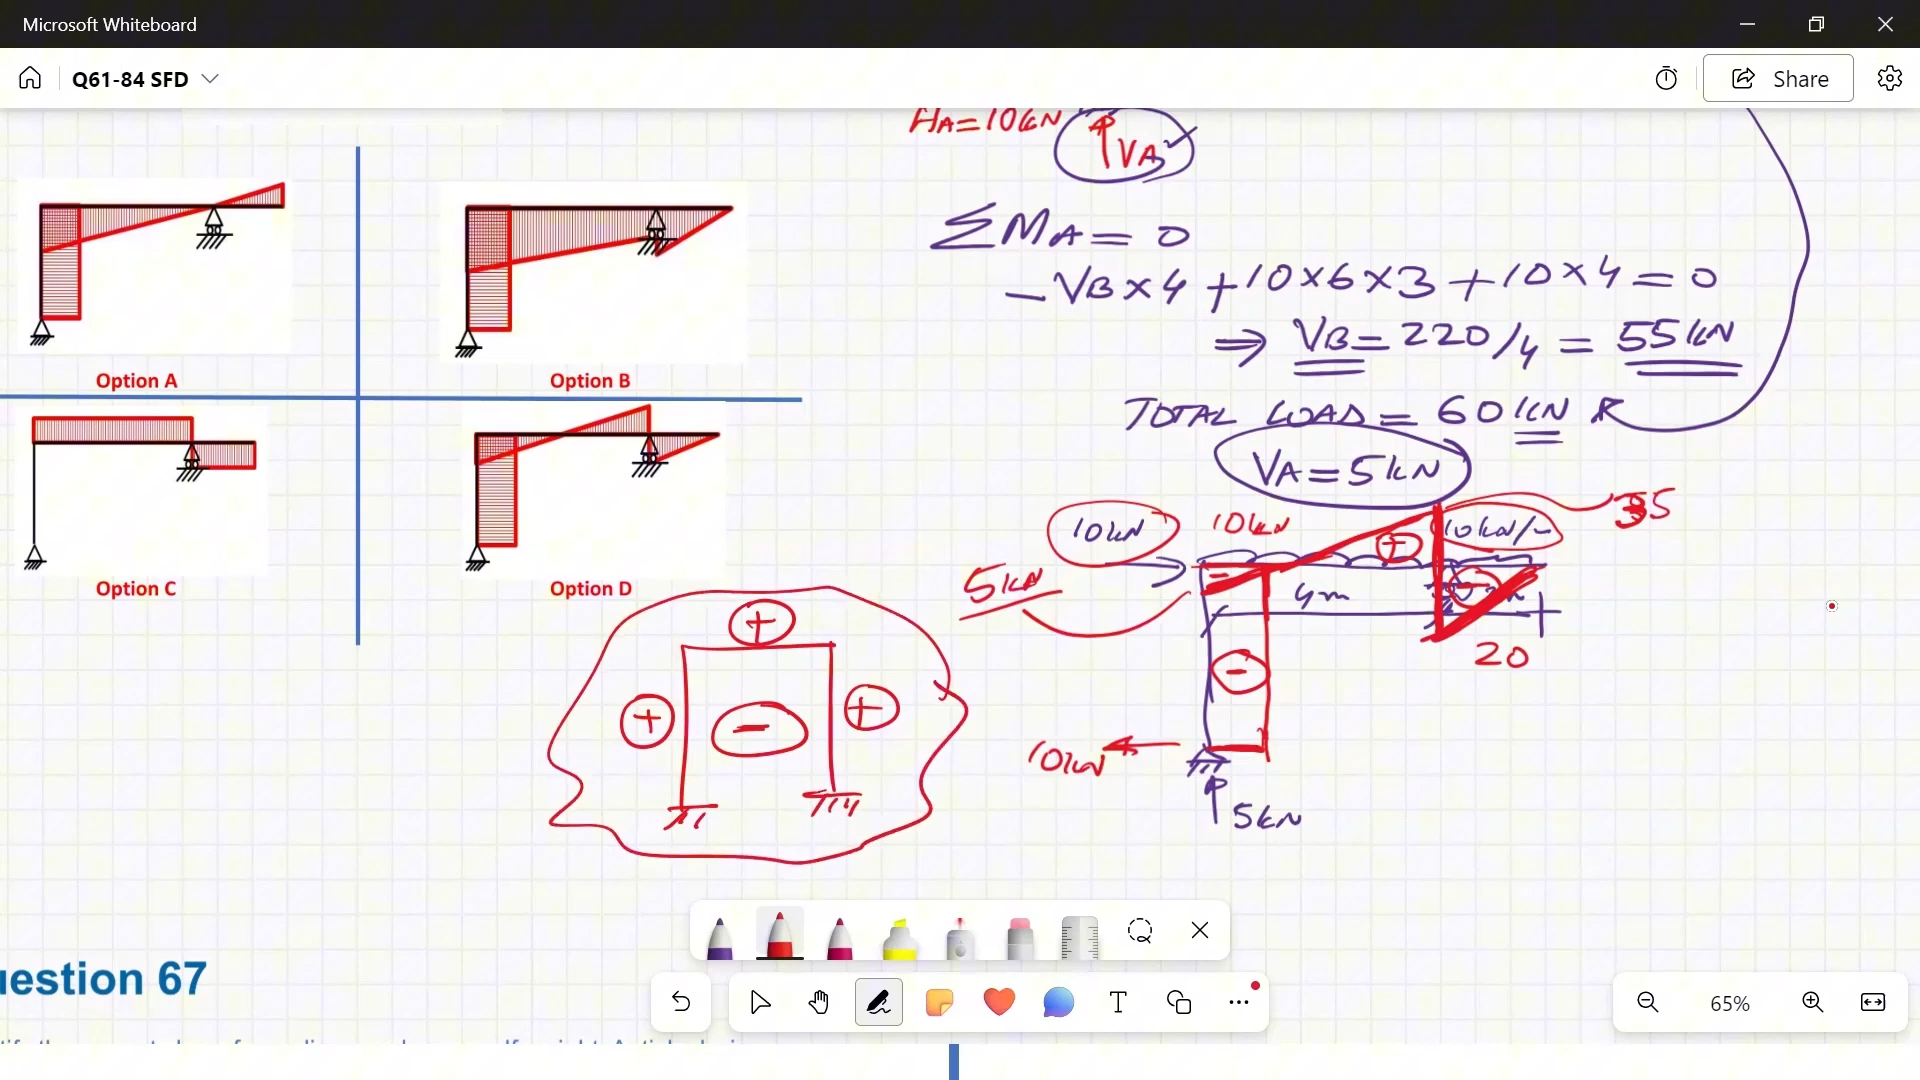 Microsoft Whiteboard
Q61-84 SFD
Share
HA=10kN
VA
ΣMA = 0
-VB×4 +10×6×3 +10×4 = 0
⇒ VB = 220/4 = 55kN
TOTAL LOAD = 60kN
VA = 5kN
Option A
Option B
Option C
Option D
10kN
10kN
10kN/m
35
5kN
4m
20
+
+
-
+
-
+
-
-
10kN
5kN
uestion 67
65%